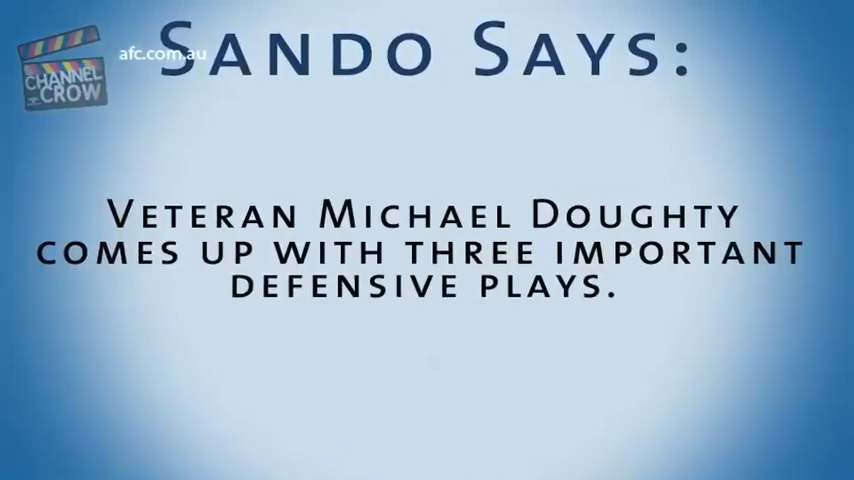 SANDO SAYS:
afc.com.au
CHANNEL
CROW
VETERAN MICHAEL DOUGHTY
COMES UP WITH THREE IMPORTANT
DEFENSIVE PLAYS.